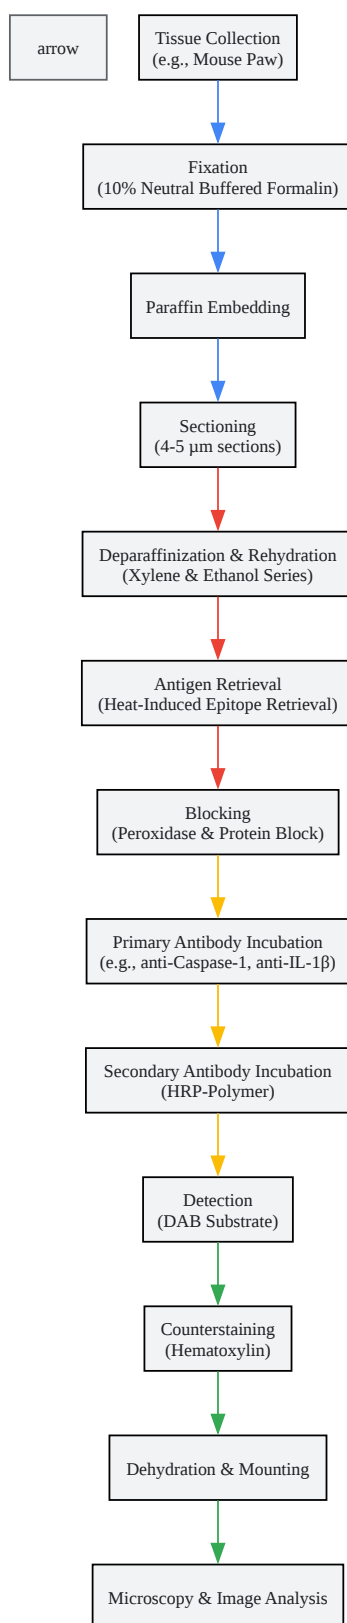 arrow
Tissue Collection
(e.g., Mouse Paw)
Fixation
(10% Neutral Buffered Formalin)
Paraffin Embedding
Sectioning
(4-5 µm sections)
Deparaffinization & Rehydration
(Xylene & Ethanol Series)
Antigen Retrieval
(Heat-Induced Epitope Retrieval)
Blocking
(Peroxidase & Protein Block)
Primary Antibody Incubation
(e.g., anti-Caspase-1, anti-IL-1β)
Secondary Antibody Incubation
(HRP-Polymer)
Detection
(DAB Substrate)
Counterstaining
(Hematoxylin)
Dehydration & Mounting
Microscopy & Image Analysis